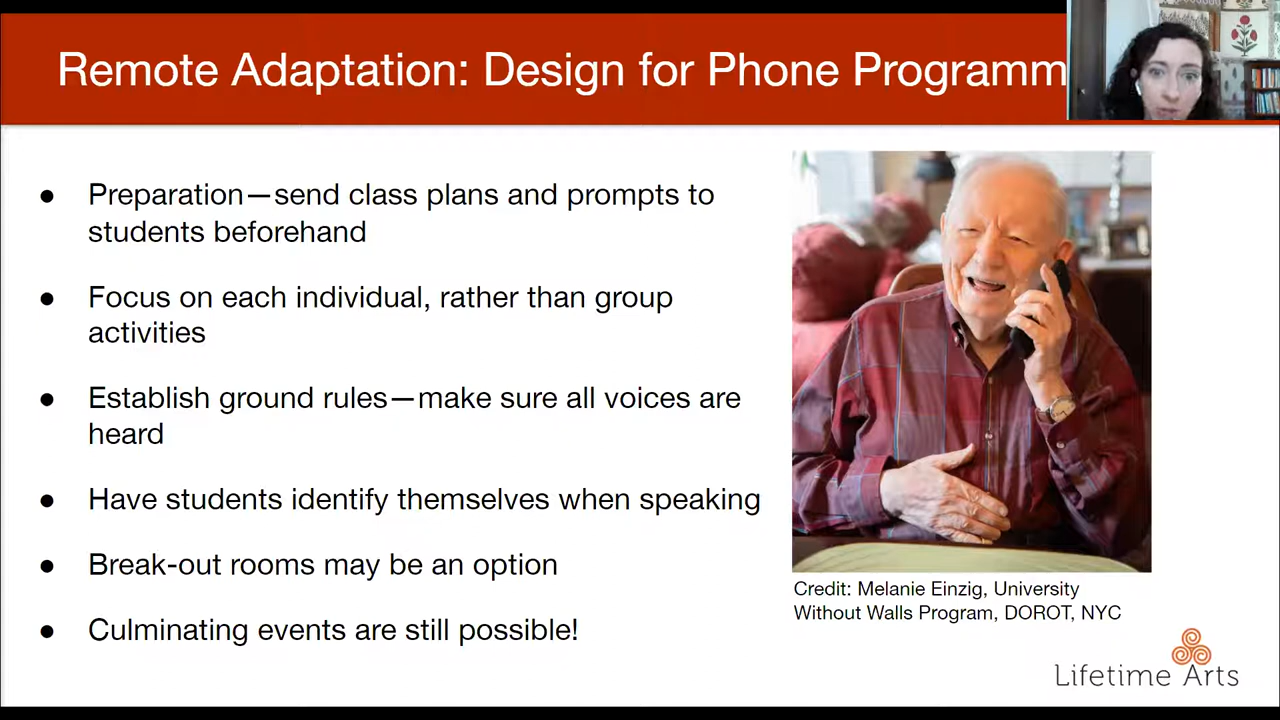 Remote Adaptation: Design for Phone Programm
● Preparation—send class plans and prompts to
students beforehand
● Focus on each individual, rather than group
activities
● Establish ground rules—make sure all voices are
heard
● Have students identify themselves when speaking
● Break-out rooms may be an option
● Culminating events are still possible!
Credit: Melanie Einzig, University
Without Walls Program, DOROT, NYC
Lifetime Arts